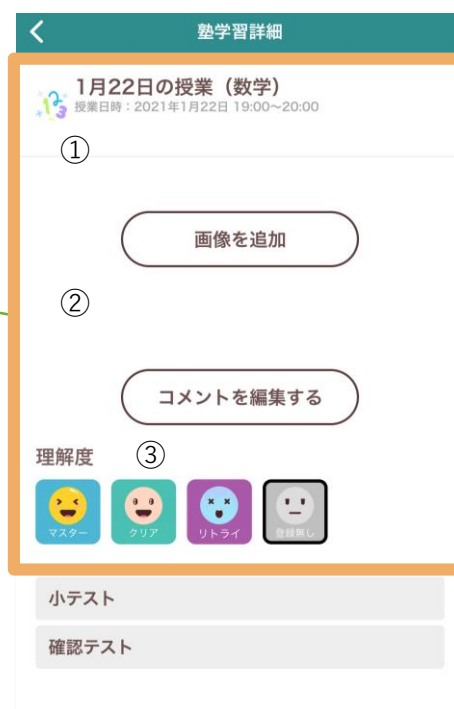 塾学習詳細
1月22日の授業（数学）
授業日時：2021年1月22日 19:00〜20:00
①
画像を追加
②
コメントを編集する
理解度 ③
マスター クリア リトライ 登録無し
小テスト
確認テスト